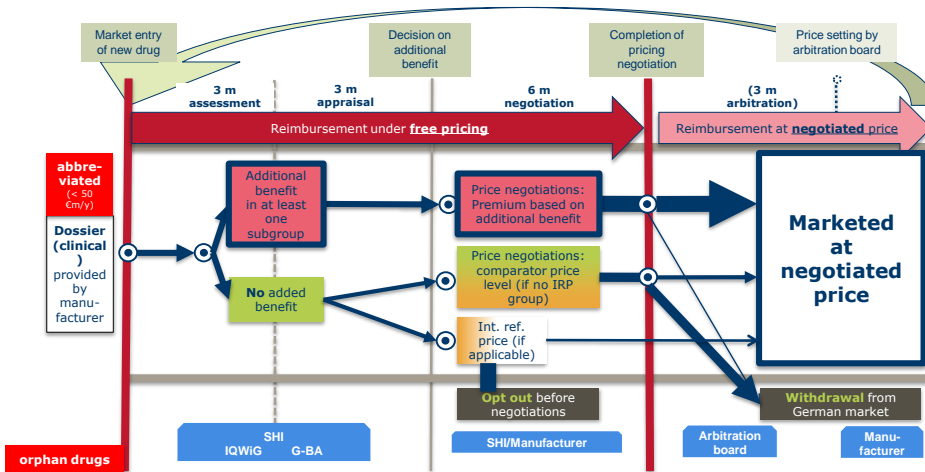 Market entry
of new drug
Decision on
additional
benefit
Completion of
pricing
negotiation
Price setting by
arbitration board
3 m
assessment
3 m
appraisal
6 m
negotiation
(3 m
arbitration)
Reimbursement under free pricing
Reimbursement at negotiated price
abbre-
viated
(< 50
€m/y)
Dossier
(clinical
)
provided
by
manu-
facturer
Additional
benefit
in at least
one
subgroup
No added
benefit
Price negotiations:
Premium based on
additional benefit
Price negotiations:
comparator price
level (if no IRP
group)
Int. ref.
price (if
applicable)
Opt out before
negotiations
Marketed
at
negotiated
price
Withdrawal from
German market
orphan drugs
SHI
IQWiG G-BA
SHI/Manufacturer
Arbitration
board
Manu-
facturer